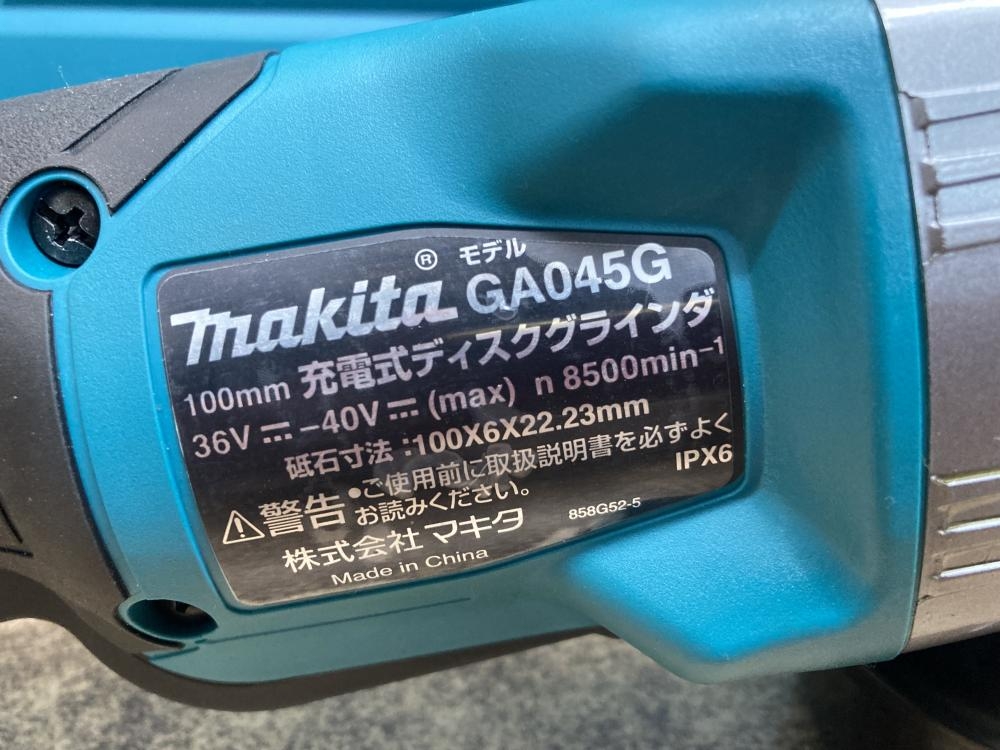 ® モデル
makita GA045G
100mm 充電式ディスクグラインダ
36V ⎓ -40V ⎓ (max) n 8500min⁻¹
砥石寸法:100X6X22.23mm
⚠警告 •ご使用前に取扱説明書を必ずよく
お読みください。 IPX6
株式会社 マキタ 858G52-5
Made in China